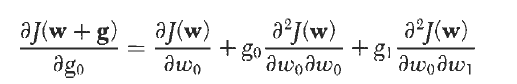 ∂J(w + g)/∂g₀ = ∂J(w)/∂w₀ + g₀ ∂²J(w)/∂w₀∂w₀ + g₁ ∂²J(w)/∂w₀∂w₁